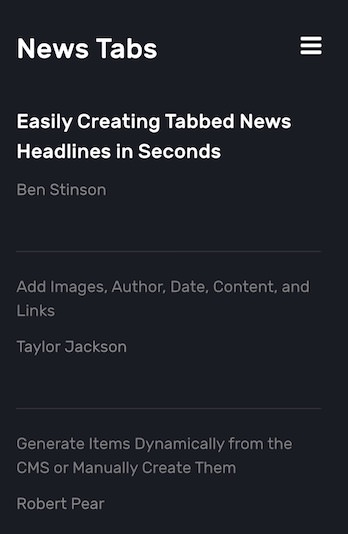 News Tabs
Easily Creating Tabbed News
Headlines in Seconds
Ben Stinson
Add Images, Author, Date, Content, and
Links
Taylor Jackson
Generate Items Dynamically from the
CMS or Manually Create Them
Robert Pear